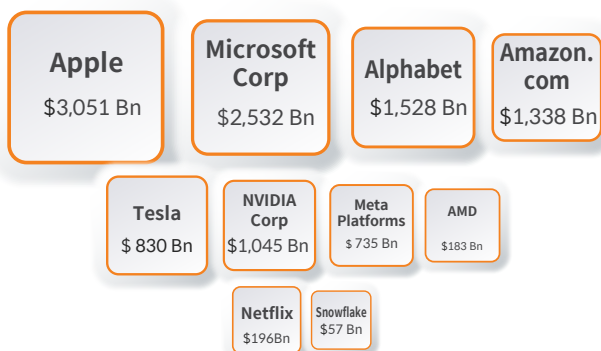 Apple
$3,051 Bn
Microsoft
Corp
$2,532 Bn
Alphabet
$1,528 Bn
Amazon.
com
$1,338 Bn
Tesla
$ 830 Bn
NVIDIA
Corp
$1,045 Bn
Meta
Platforms
$ 735 Bn
AMD
$183 Bn
Netflix
$196Bn
Snowflake
$57 Bn